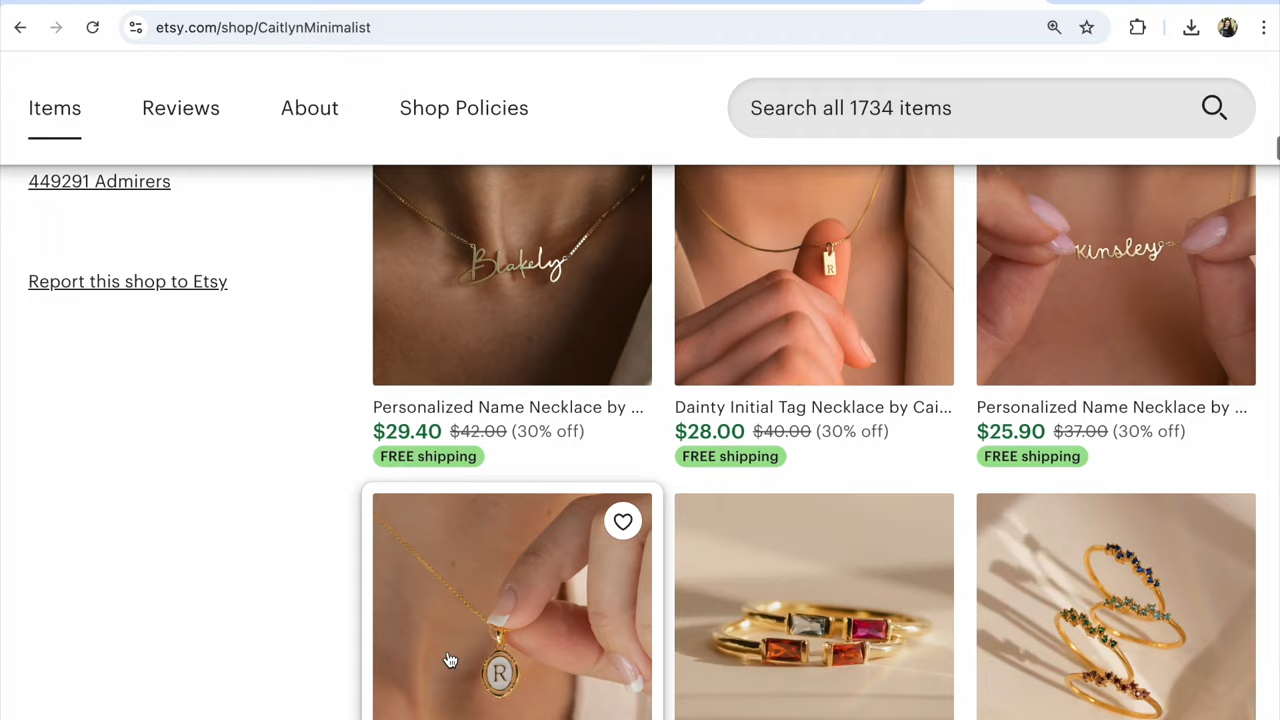 etsy.com/shop/CaitlynMinimalist
Items
Reviews
About
Shop Policies
Search all 1734 items
449291 Admirers
Report this shop to Etsy
Blakely
R
Kinsley
Personalized Name Necklace by ...
Dainty Initial Tag Necklace by Cai...
Personalized Name Necklace by ...
$29.40 $42.00 (30% off)
$28.00 $40.00 (30% off)
$25.90 $37.00 (30% off)
FREE shipping
FREE shipping
FREE shipping
R